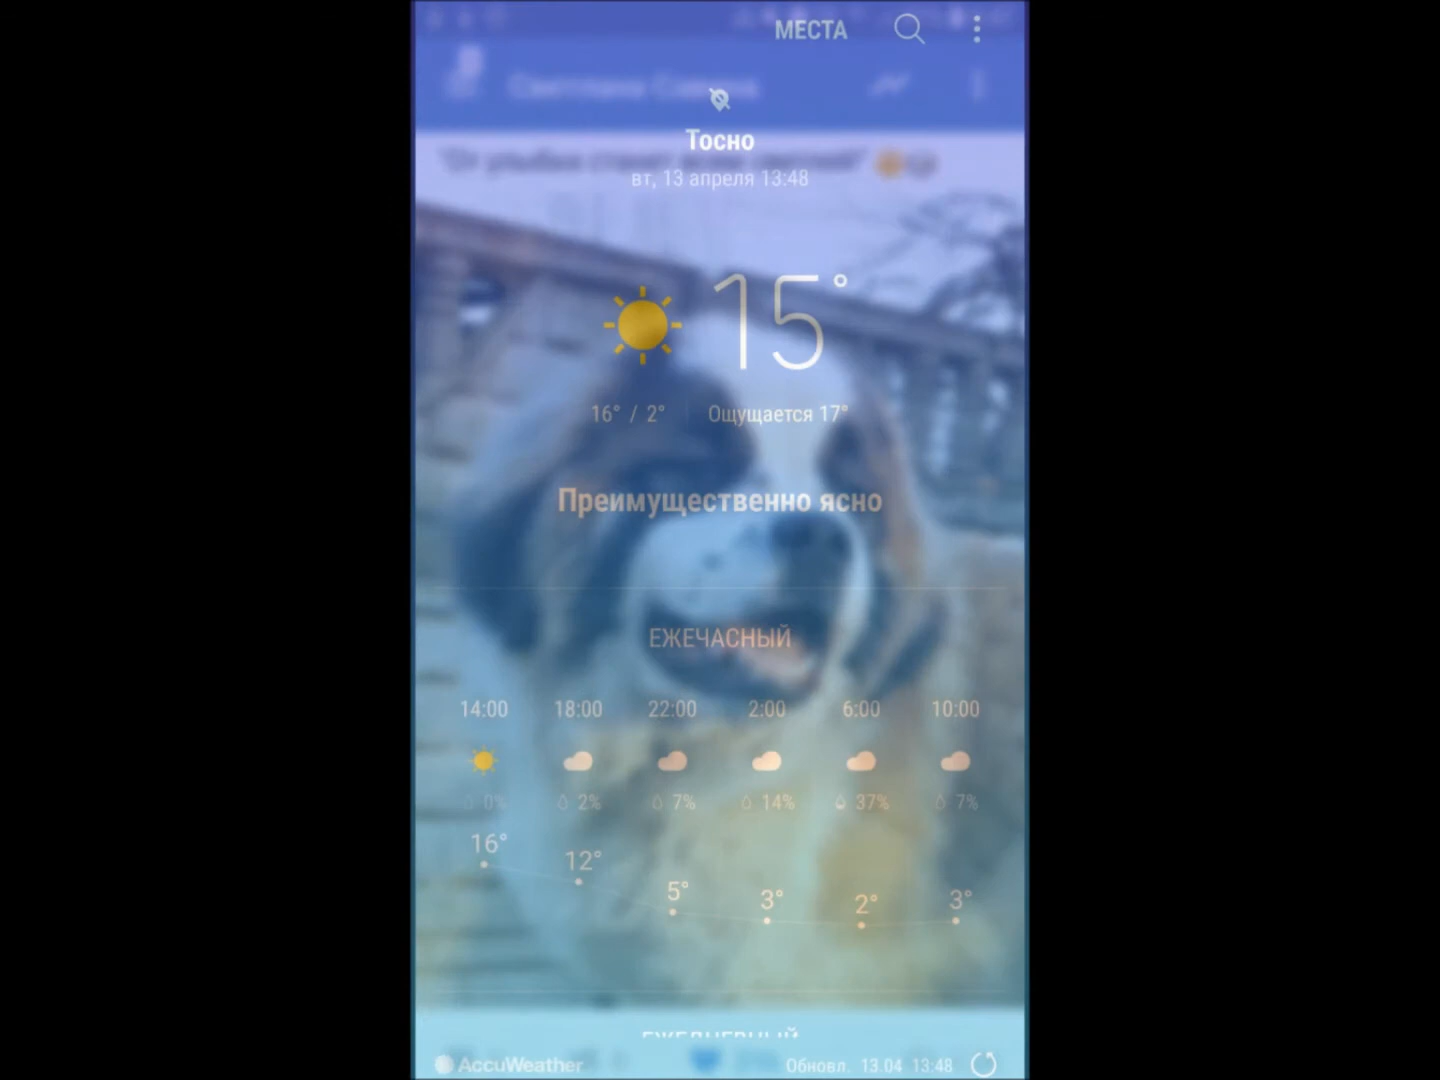 МЕСТА
Тосно
вт, 13 апреля 13:48
15°
16° / 2° Ощущается 17°
Преимущественно ясно
ЕЖЕЧАСНЫЙ
14:00 18:00 22:00 2:00 6:00 10:00
0% 2% 7% 14% 37% 7%
16° 12° 5° 3° 2° 3°
ЕЖЕДНЕВНЫЙ
AccuWeather Обновл. 13.04 13:48